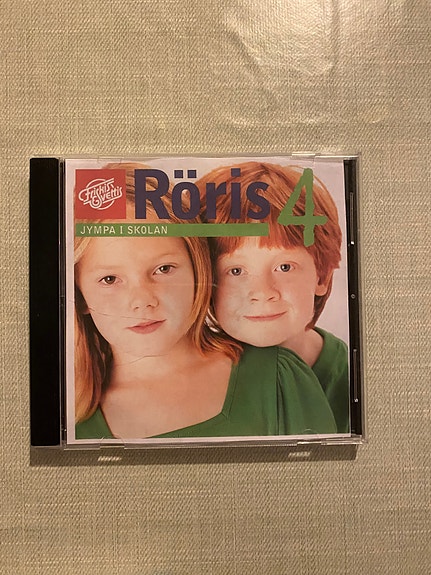 Friskis & Svettis
Röris 4
JYMPA I SKOLAN